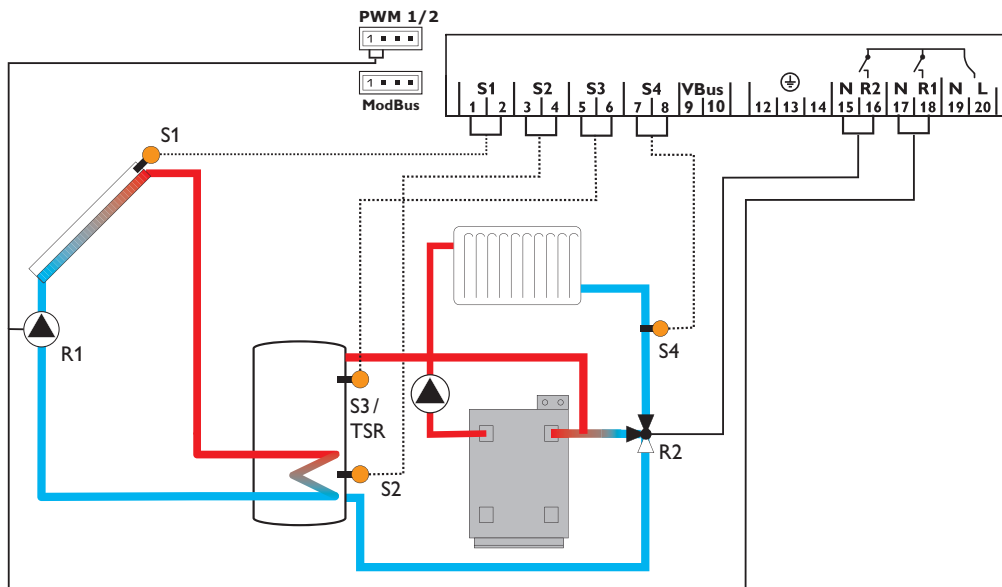 PWM 1/2
1
1
ModBus
S1 S2 S3 S4 VBus ⏚ N R2 N R1 N L
1 2 3 4 5 6 7 8 9 10 12 13 14 15 16 17 18 19 20
S1
R1
S4
S3 /
TSR
R2
S2